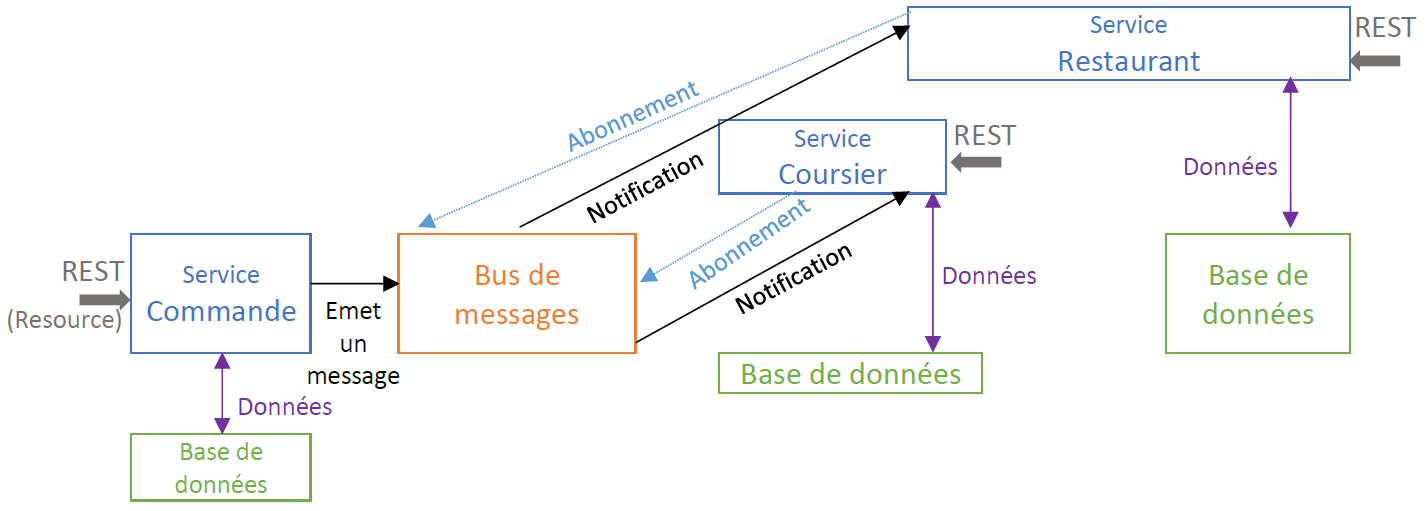 Service
Restaurant
REST
Abonnement
Notification
Service
Coursier
REST
Données
Abonnement
Notification
REST
(Resource)
Service
Commande
Emet
un
message
Bus de
messages
Données
Base de
données
Base de données
Données
Base de
données